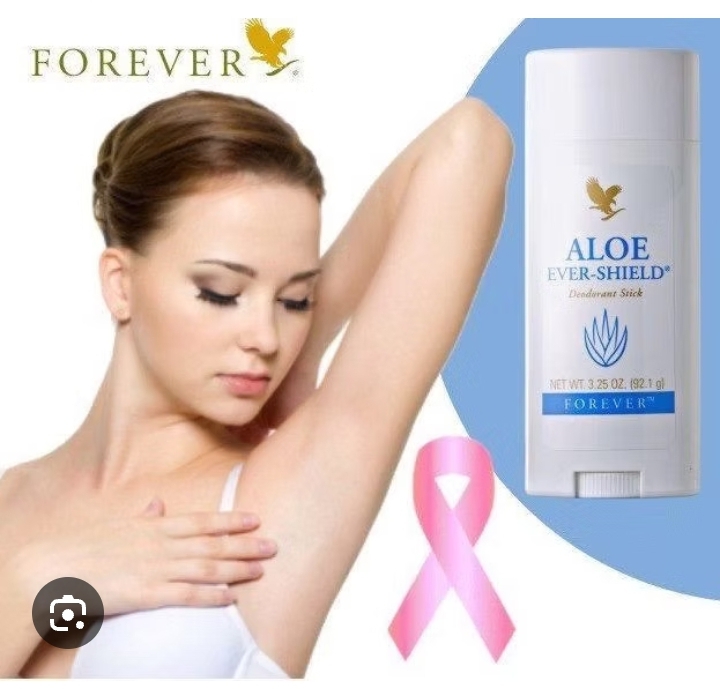 FOREVER
ALOE
EVER-SHIELD®
Deodorant Stick
NET WT. 3.25 OZ. (92.1 g)
FOREVER™